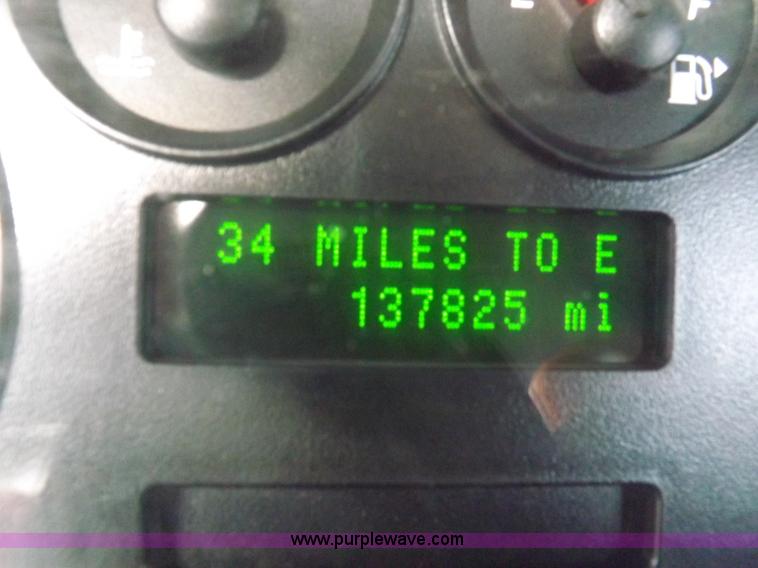 E F
34 MILES TO E
137825 mi
www.purplewave.com